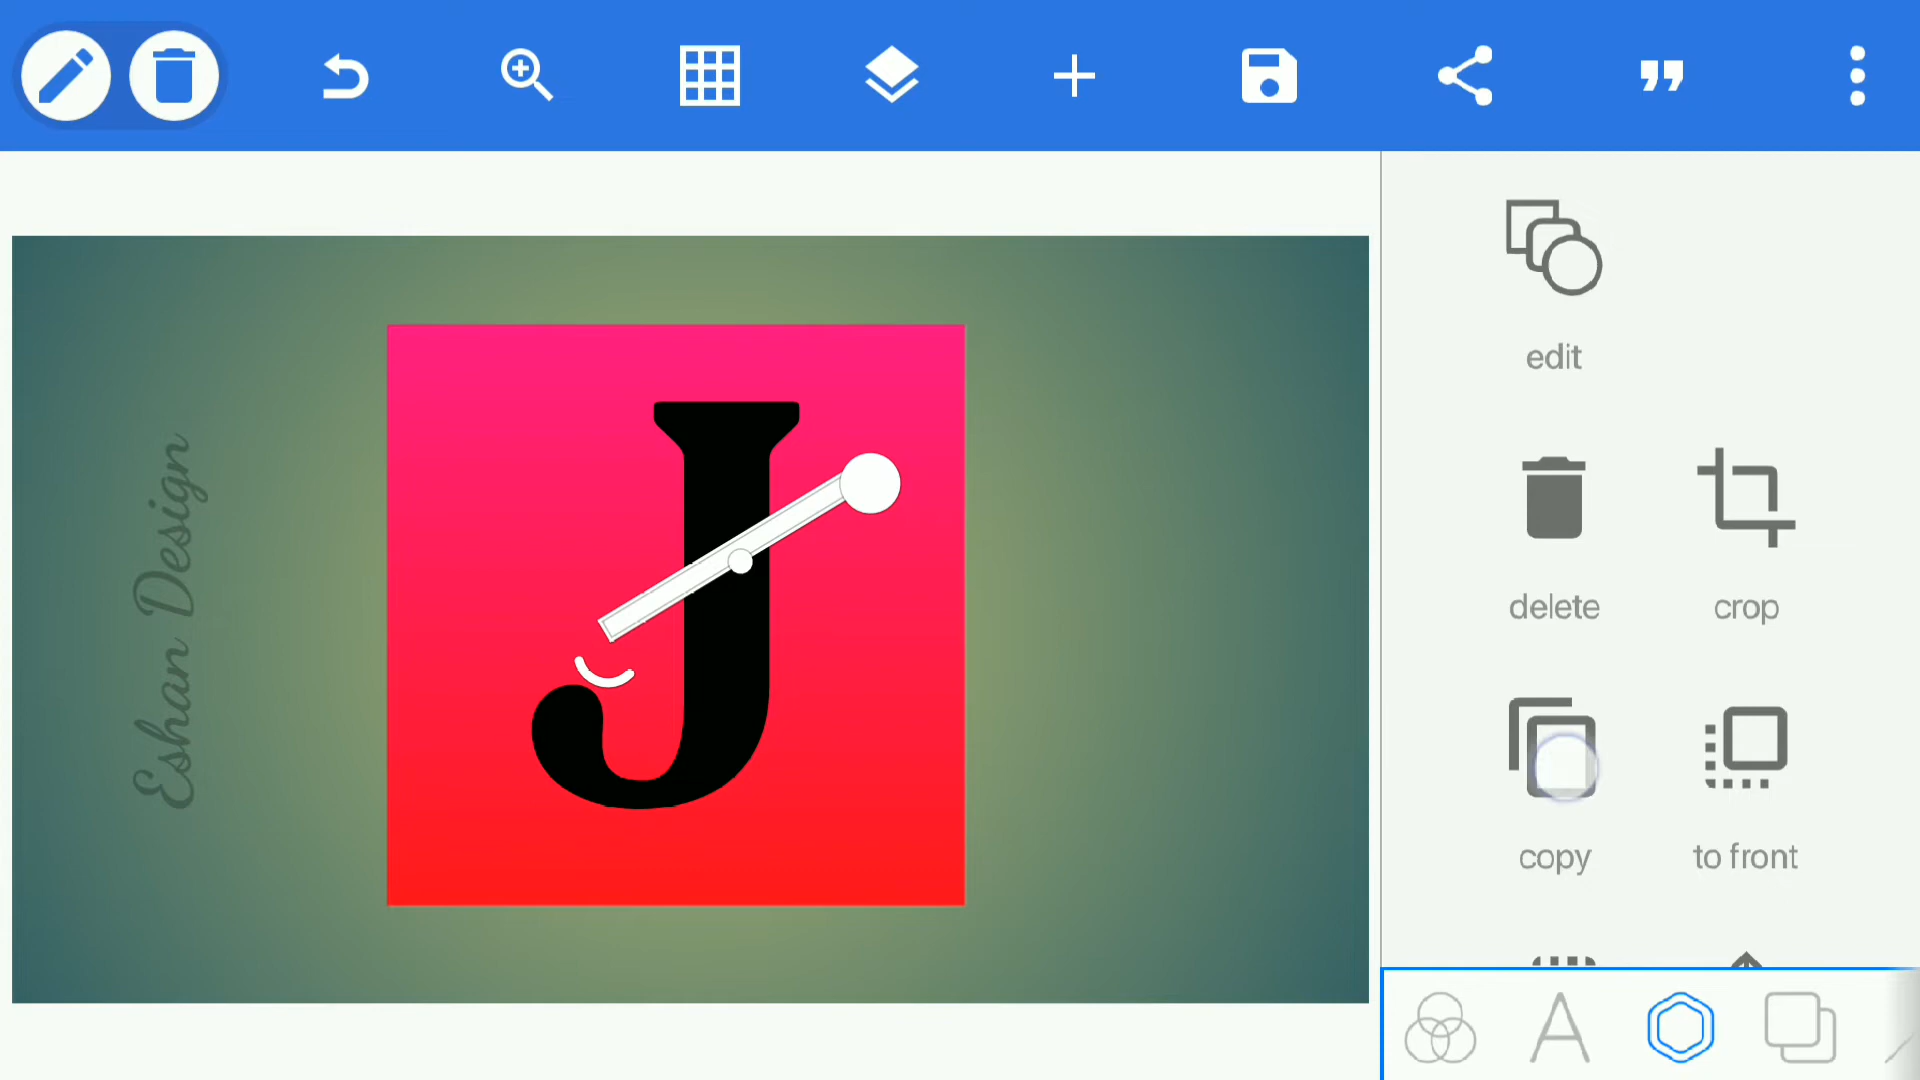 edit
Eshan Design
J
delete
crop
copy
to front